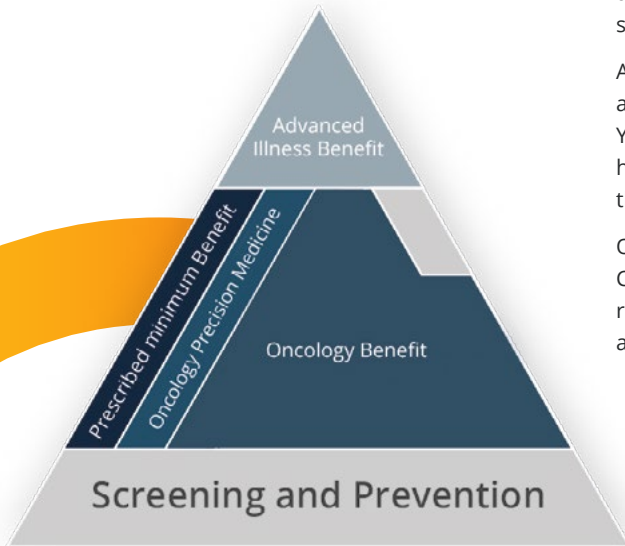 Advanced
Illness Benefit
Prescribed minimum Benefit
Oncology Precision Medicine
Oncology Benefit
Screening and Prevention